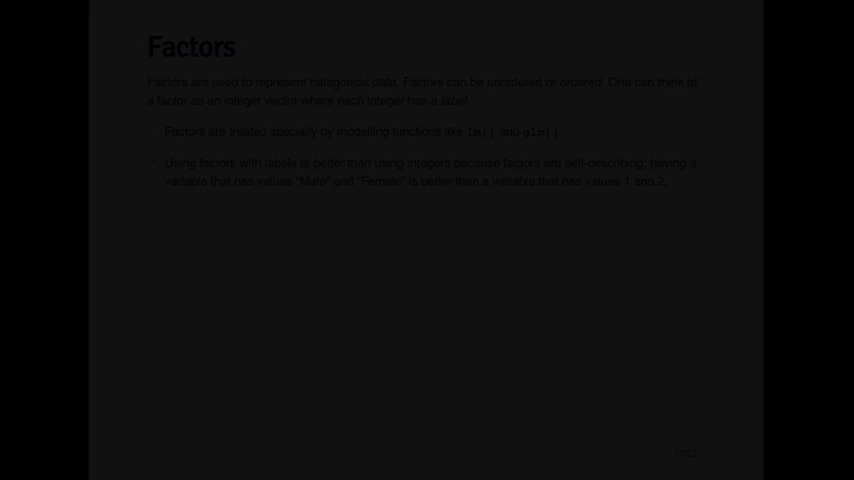 Factors
Factors are used to represent categorical data. Factors can be unordered or ordered. One can think of
a factor as an integer vector where each integer has a label.
· Factors are treated specially by modelling functions like lm() and glm()
· Using factors with labels is better than using integers because factors are self-describing; having a
variable that has values "Male" and "Female" is better than a variable that has values 1 and 2.
17/27